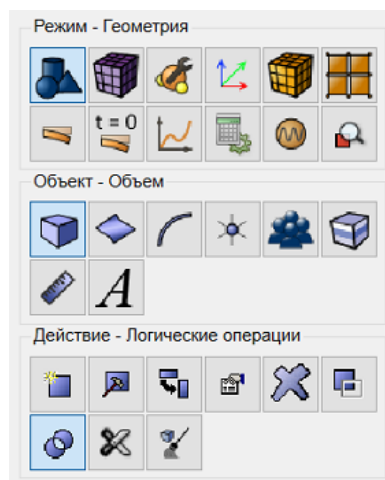 Режим - Геометрия
t = 0
Объект - Объем
A
Действие - Логические операции